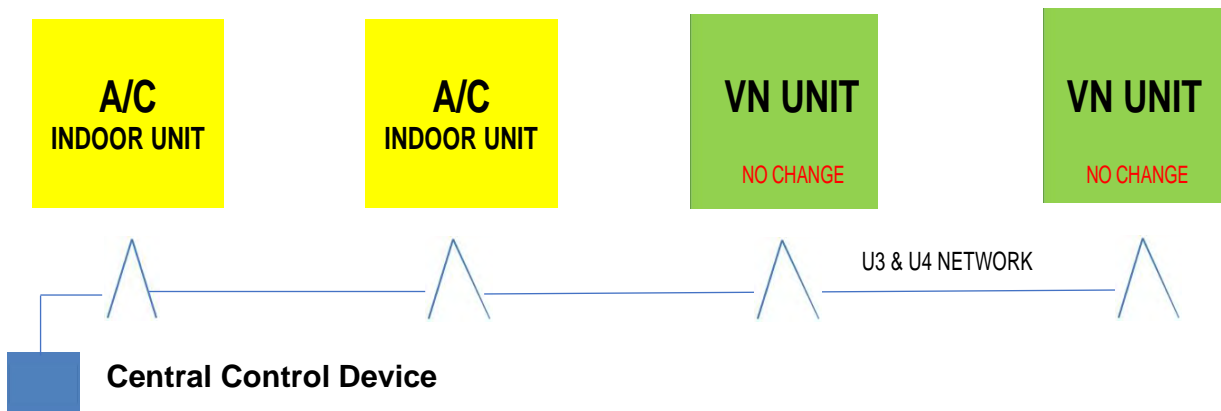 A/C
INDOOR UNIT
A/C
INDOOR UNIT
VN UNIT
NO CHANGE
VN UNIT
NO CHANGE
U3 & U4 NETWORK
Central Control Device